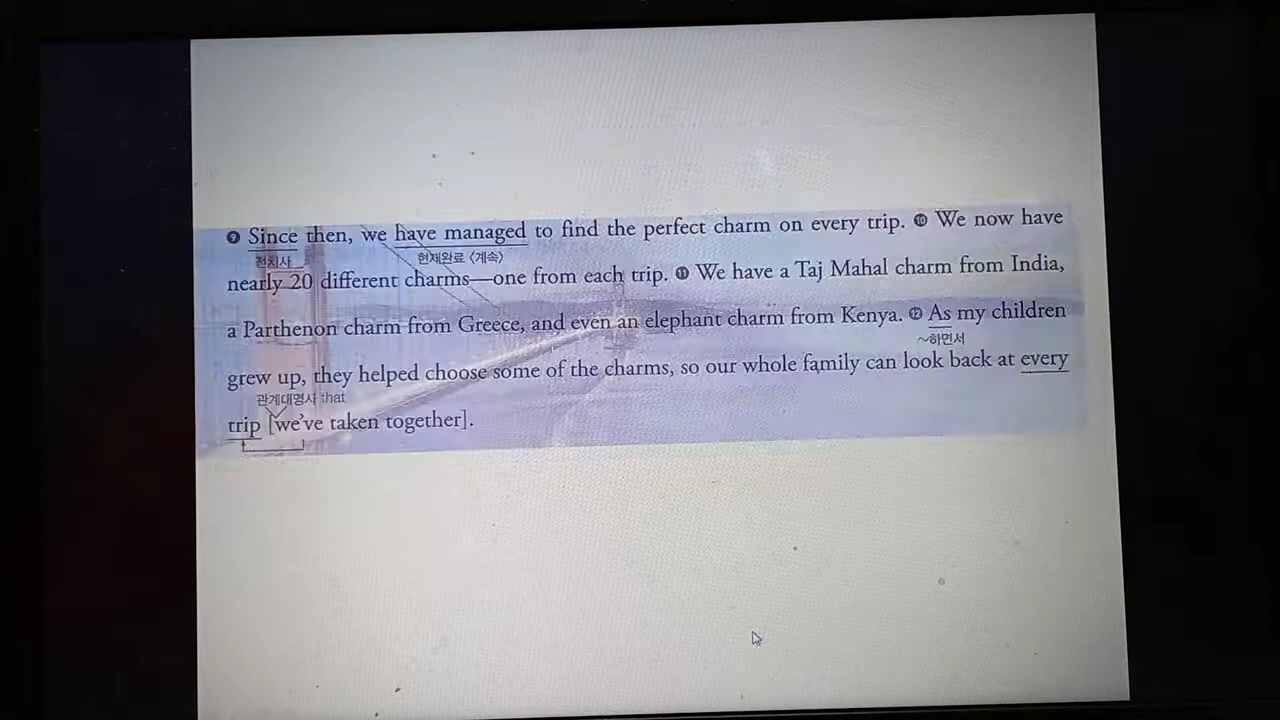 ❾ Since then, we have managed to find the perfect charm on every trip. ❿ We now have
전치사 현재완료 〈계속〉
nearly 20 different charms—one from each trip. ⓫ We have a Taj Mahal charm from India,
a Parthenon charm from Greece, and even an elephant charm from Kenya. ⓬ As my children
~하면서
grew up, they helped choose some of the charms, so our whole family can look back at every
관계대명사 that
trip [we've taken together].